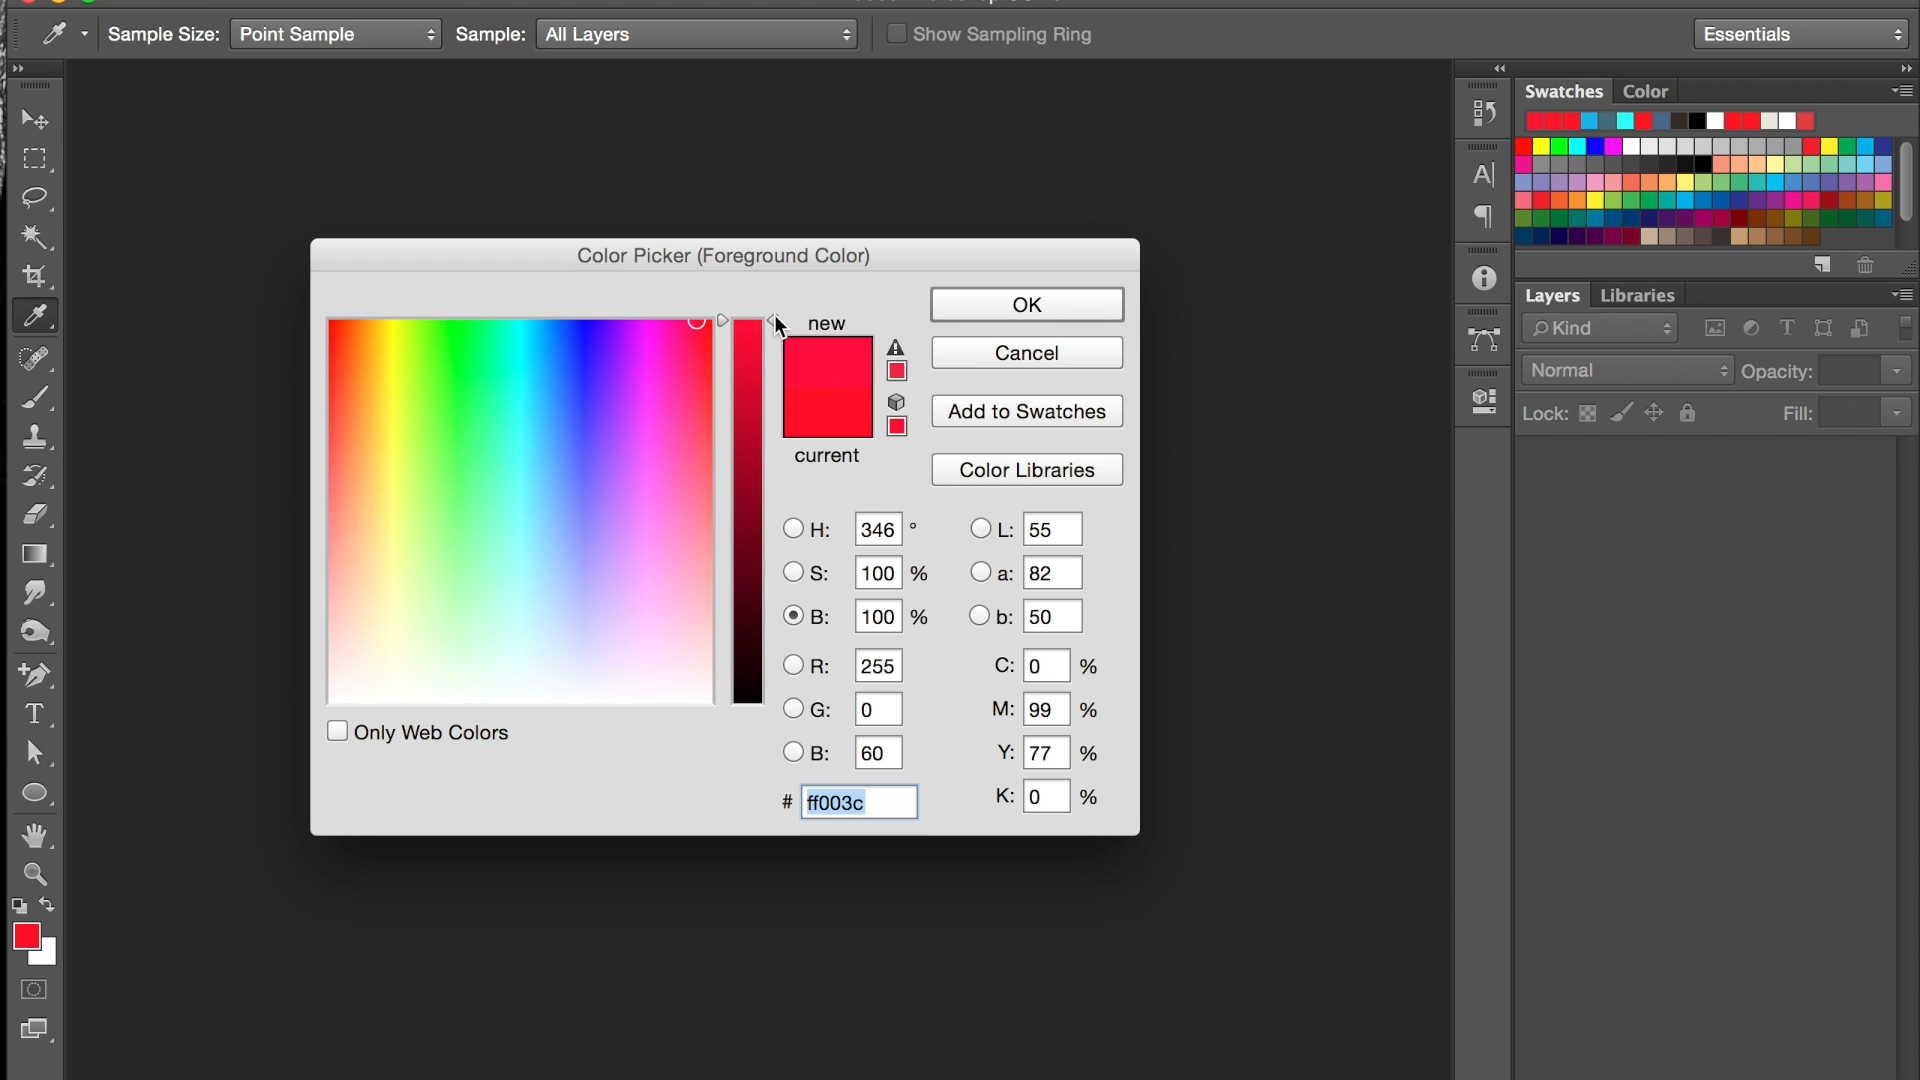 Sample Size: Point Sample Sample: All Layers Show Sampling Ring Essentials
Swatches Color
Color Picker (Foreground Color)
new
current
OK
Cancel
Add to Swatches
Color Libraries
H: 346 °
S: 100 %
B: 100 %
R: 255
G: 0
B: 60
# ff003c
L: 55
a: 82
b: 50
C: 0 %
M: 99 %
Y: 77 %
K: 0 %
Only Web Colors
Layers Libraries
Kind
Normal Opacity:
Lock: Fill: